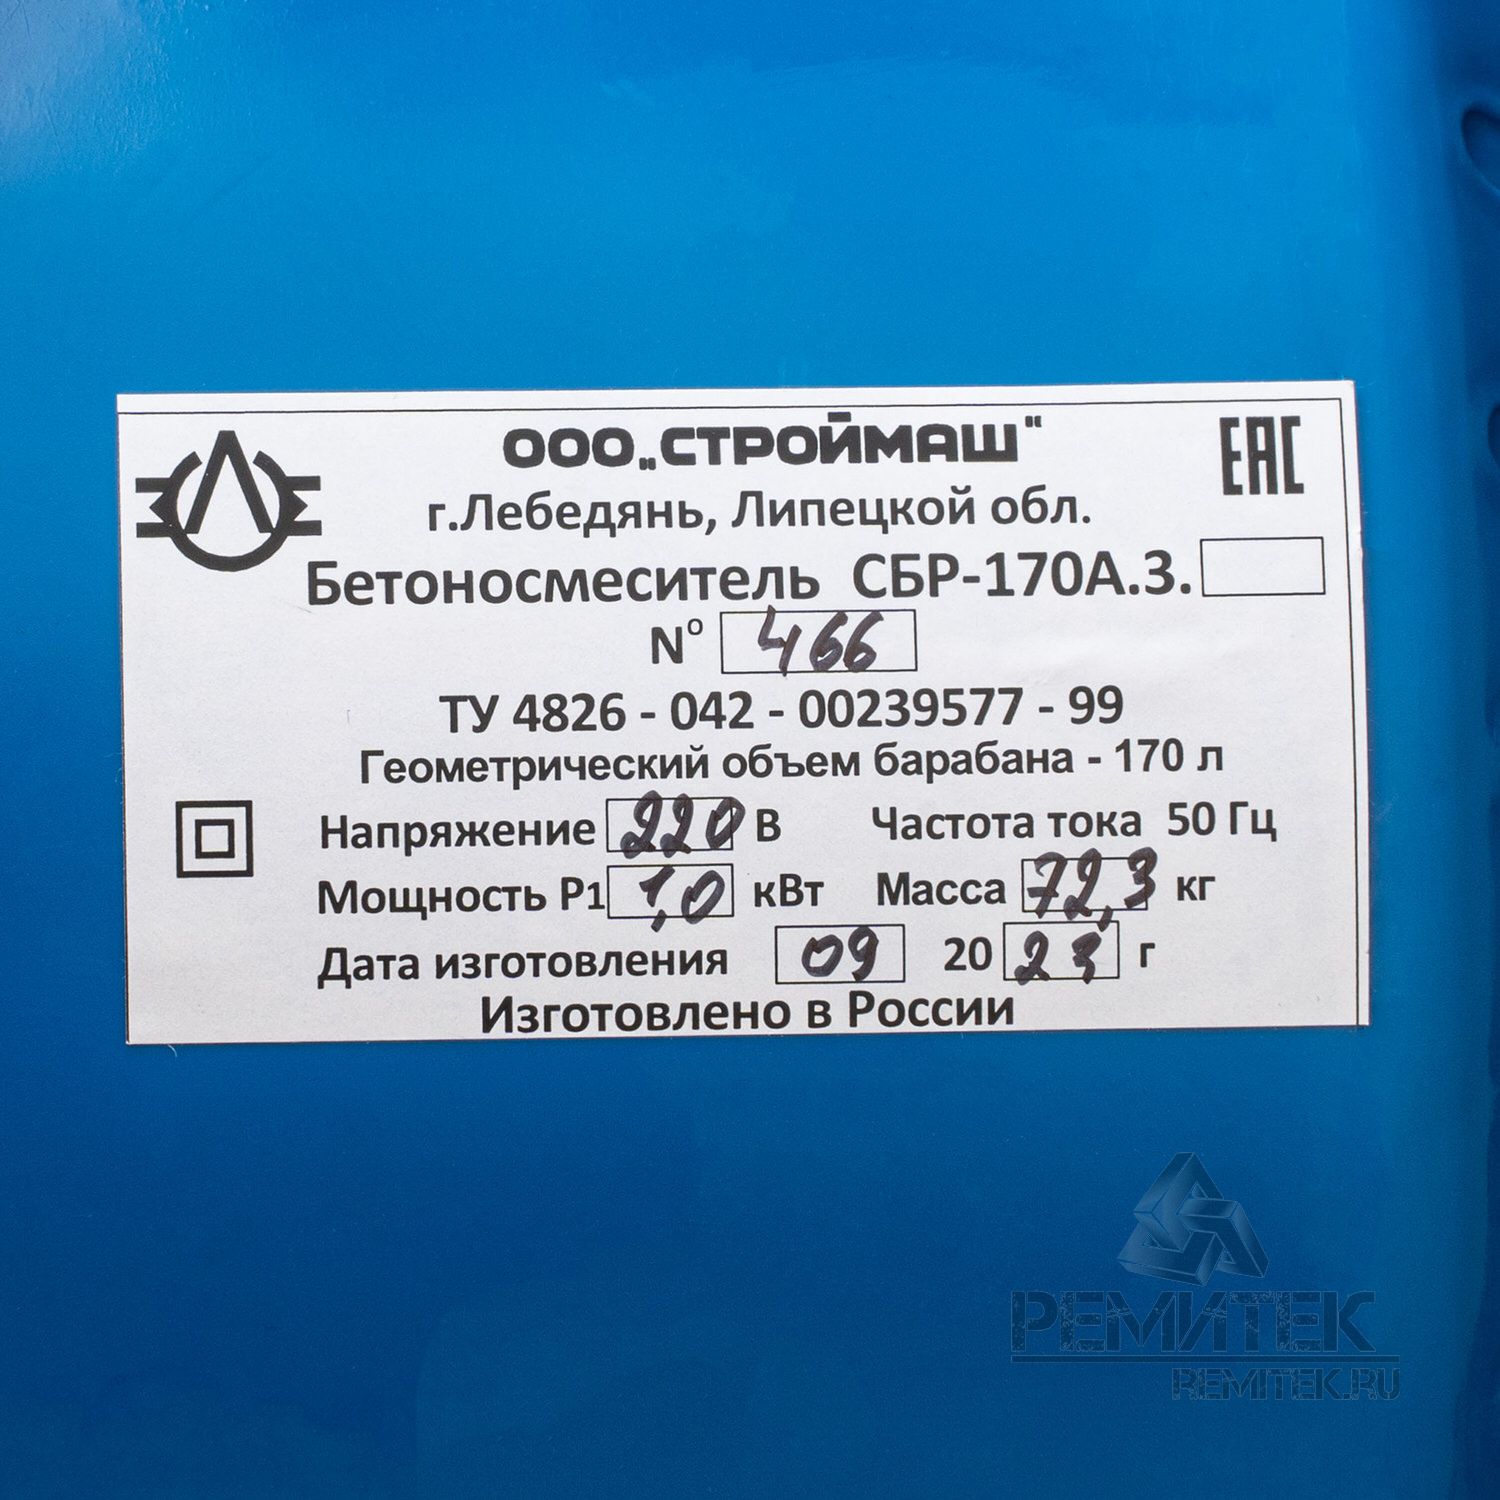 ООО „СТРОЙМАШ"
EAC
г.Лебедянь, Липецкой обл.
Бетоносмеситель СБР-170А.3.
№ 466
ТУ 4826 - 042 - 00239577 - 99
Геометрический объем барабана - 170 л
Напряжение 220 В Частота тока 50 Гц
Мощность P1 1,0 кВт Масса 72,3 кг
Дата изготовления 09 20 23 г
Изготовлено в России
РЕМИТЕК
REMITEK.RU